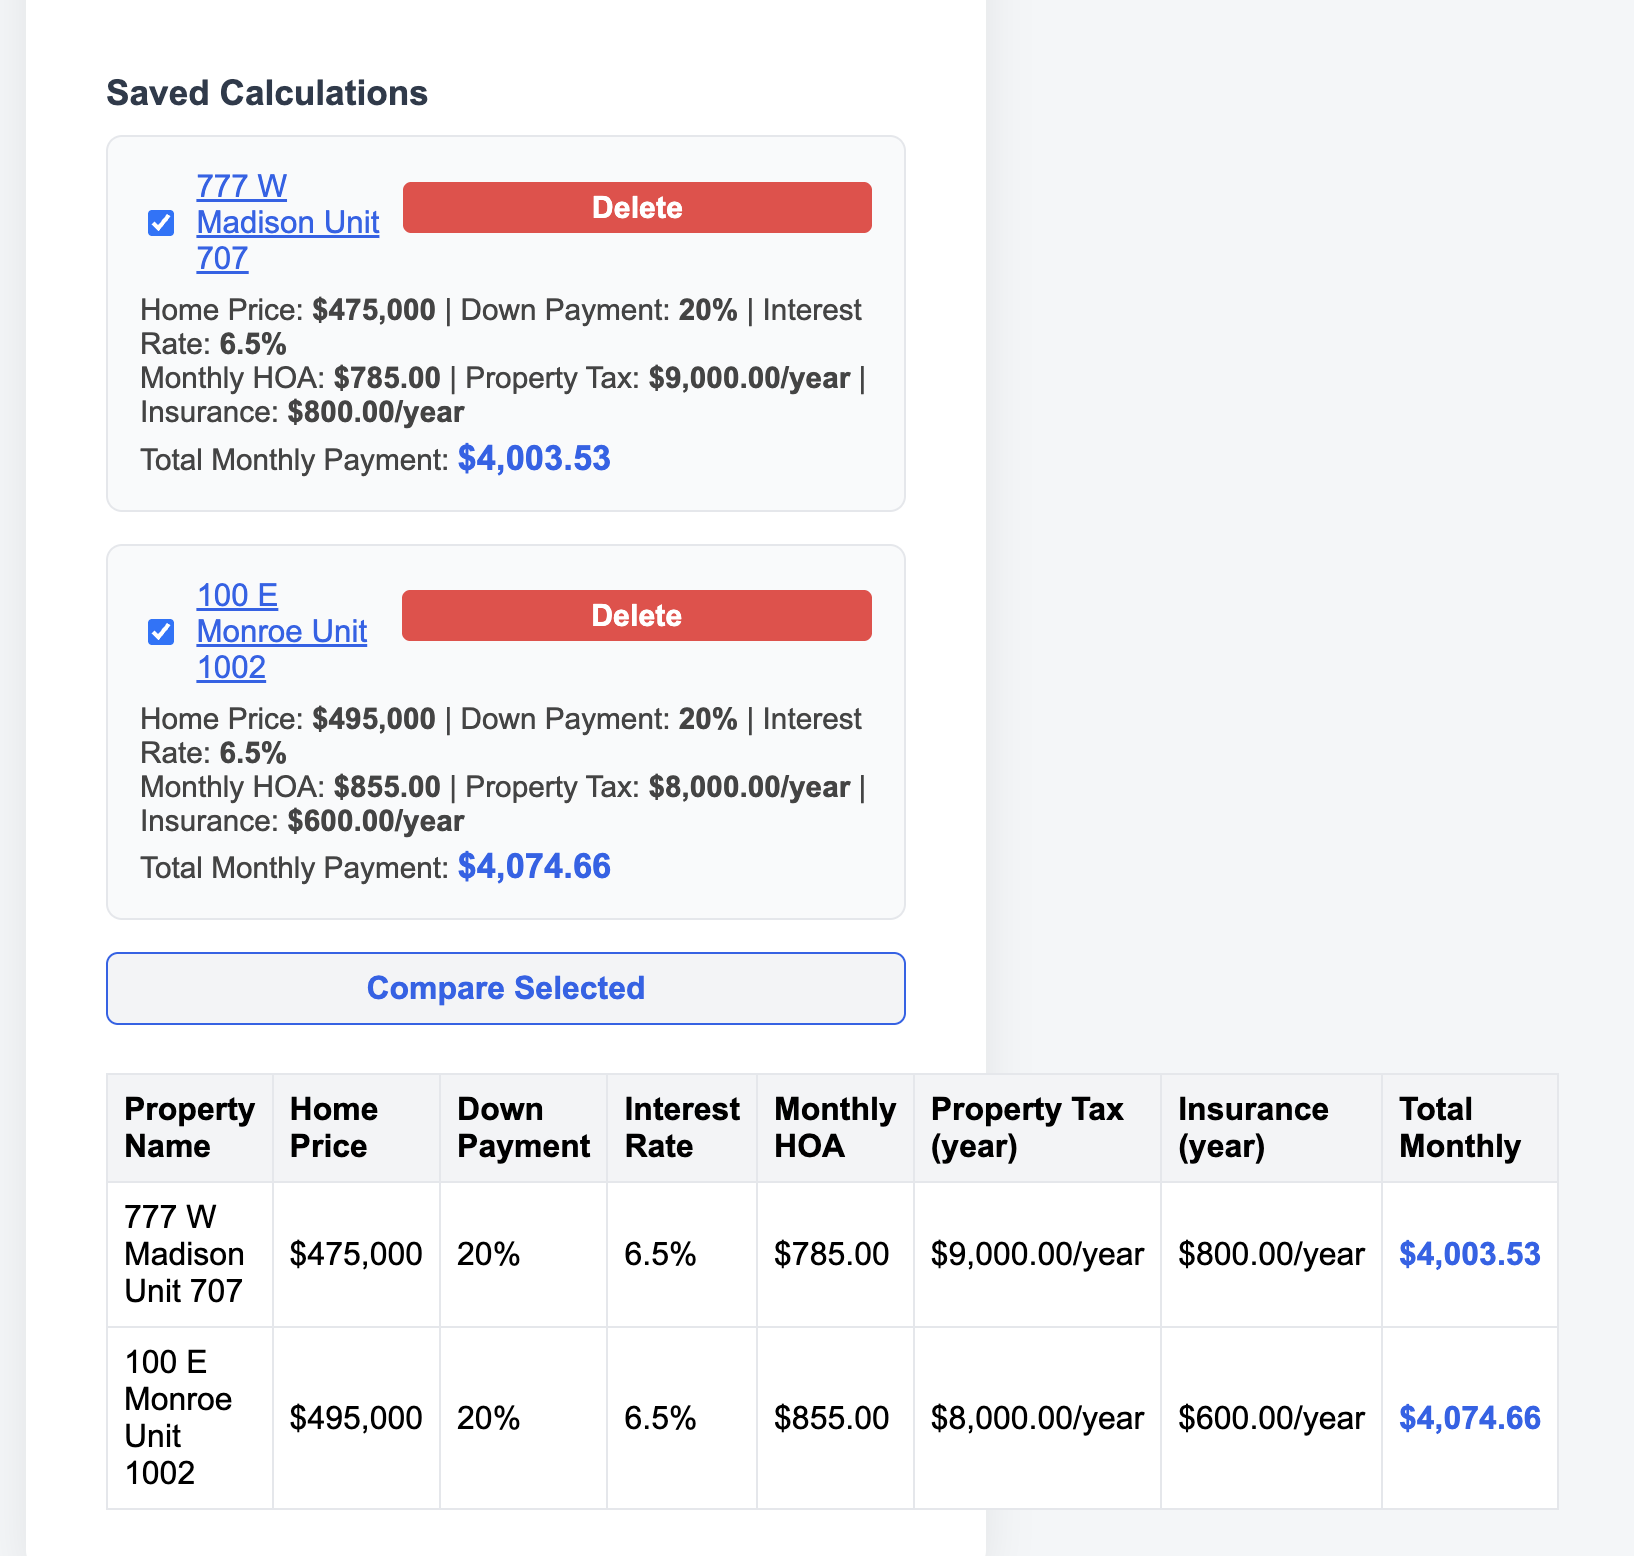 Saved Calculations
777 W
Madison Unit
707
Delete
Home Price: $475,000 | Down Payment: 20% | Interest
Rate: 6.5%
Monthly HOA: $785.00 | Property Tax: $9,000.00/year |
Insurance: $800.00/year
Total Monthly Payment: $4,003.53
100 E
Monroe Unit
1002
Delete
Home Price: $495,000 | Down Payment: 20% | Interest
Rate: 6.5%
Monthly HOA: $855.00 | Property Tax: $8,000.00/year |
Insurance: $600.00/year
Total Monthly Payment: $4,074.66
Compare Selected
Property Name Home Price Down Payment Interest Rate Monthly HOA Property Tax (year) Insurance (year) Total Monthly
777 W Madison Unit 707 $475,000 20% 6.5% $785.00 $9,000.00/year $800.00/year $4,003.53
100 E Monroe Unit 1002 $495,000 20% 6.5% $855.00 $8,000.00/year $600.00/year $4,074.66